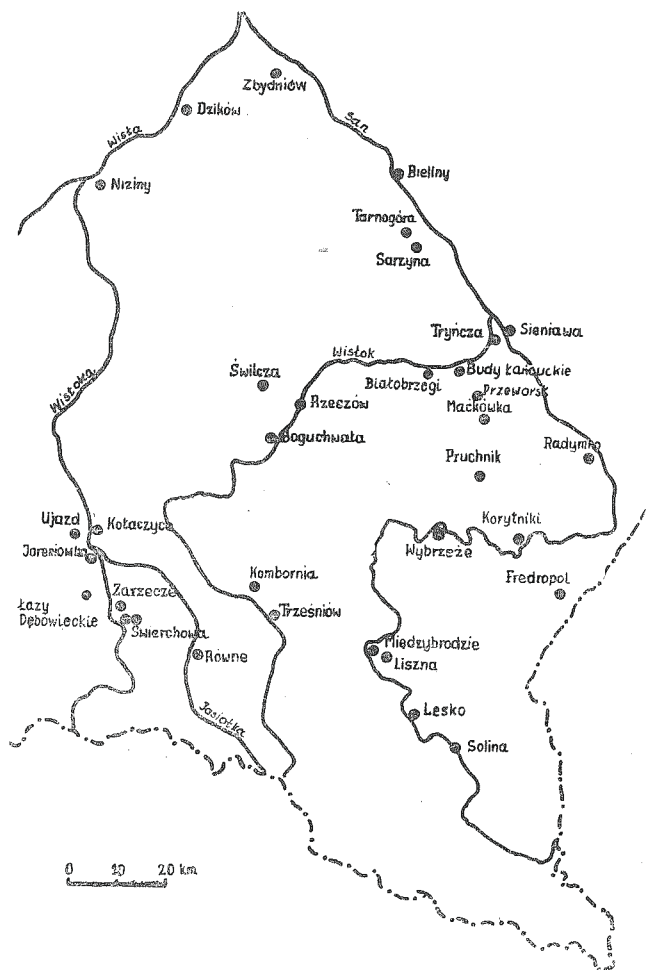 Zbydniów
Dzików
San
Wisła
Bieliny
Niziny
Tarnogóra
Sarzyna
Sieniawa
Tryńcza
Wisłok
Budy Łańcuckie
Białobrzegi
Świlcza
Przeworsk
Wisłoka
Rzeszów
Maćkówka
Boguchwała
Radymno
Pruchnik
Korytniki
Ujazd
Kołaczyce
Wybrzeże
Jareniówka
Kombornia
Fredropol
Zarzecze
Łazy
Dębowieckie
Trześniów
Świerchowa
Międzybrodzie
Liszna
Równe
Jasiołka
Lesko
Solina
0 10 20 km